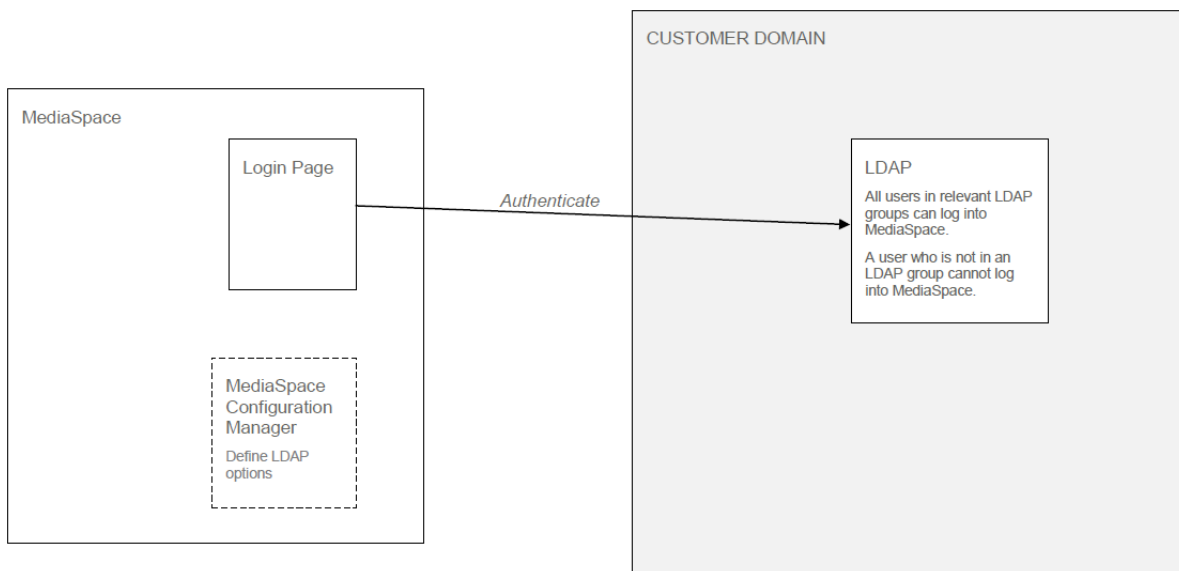 CUSTOMER DOMAIN
MediaSpace
Login Page
Authenticate
LDAP
All users in relevant LDAP
groups can log into
MediaSpace.
A user who is not in an
LDAP group cannot log
into MediaSpace.
MediaSpace
Configuration
Manager
Define LDAP
options